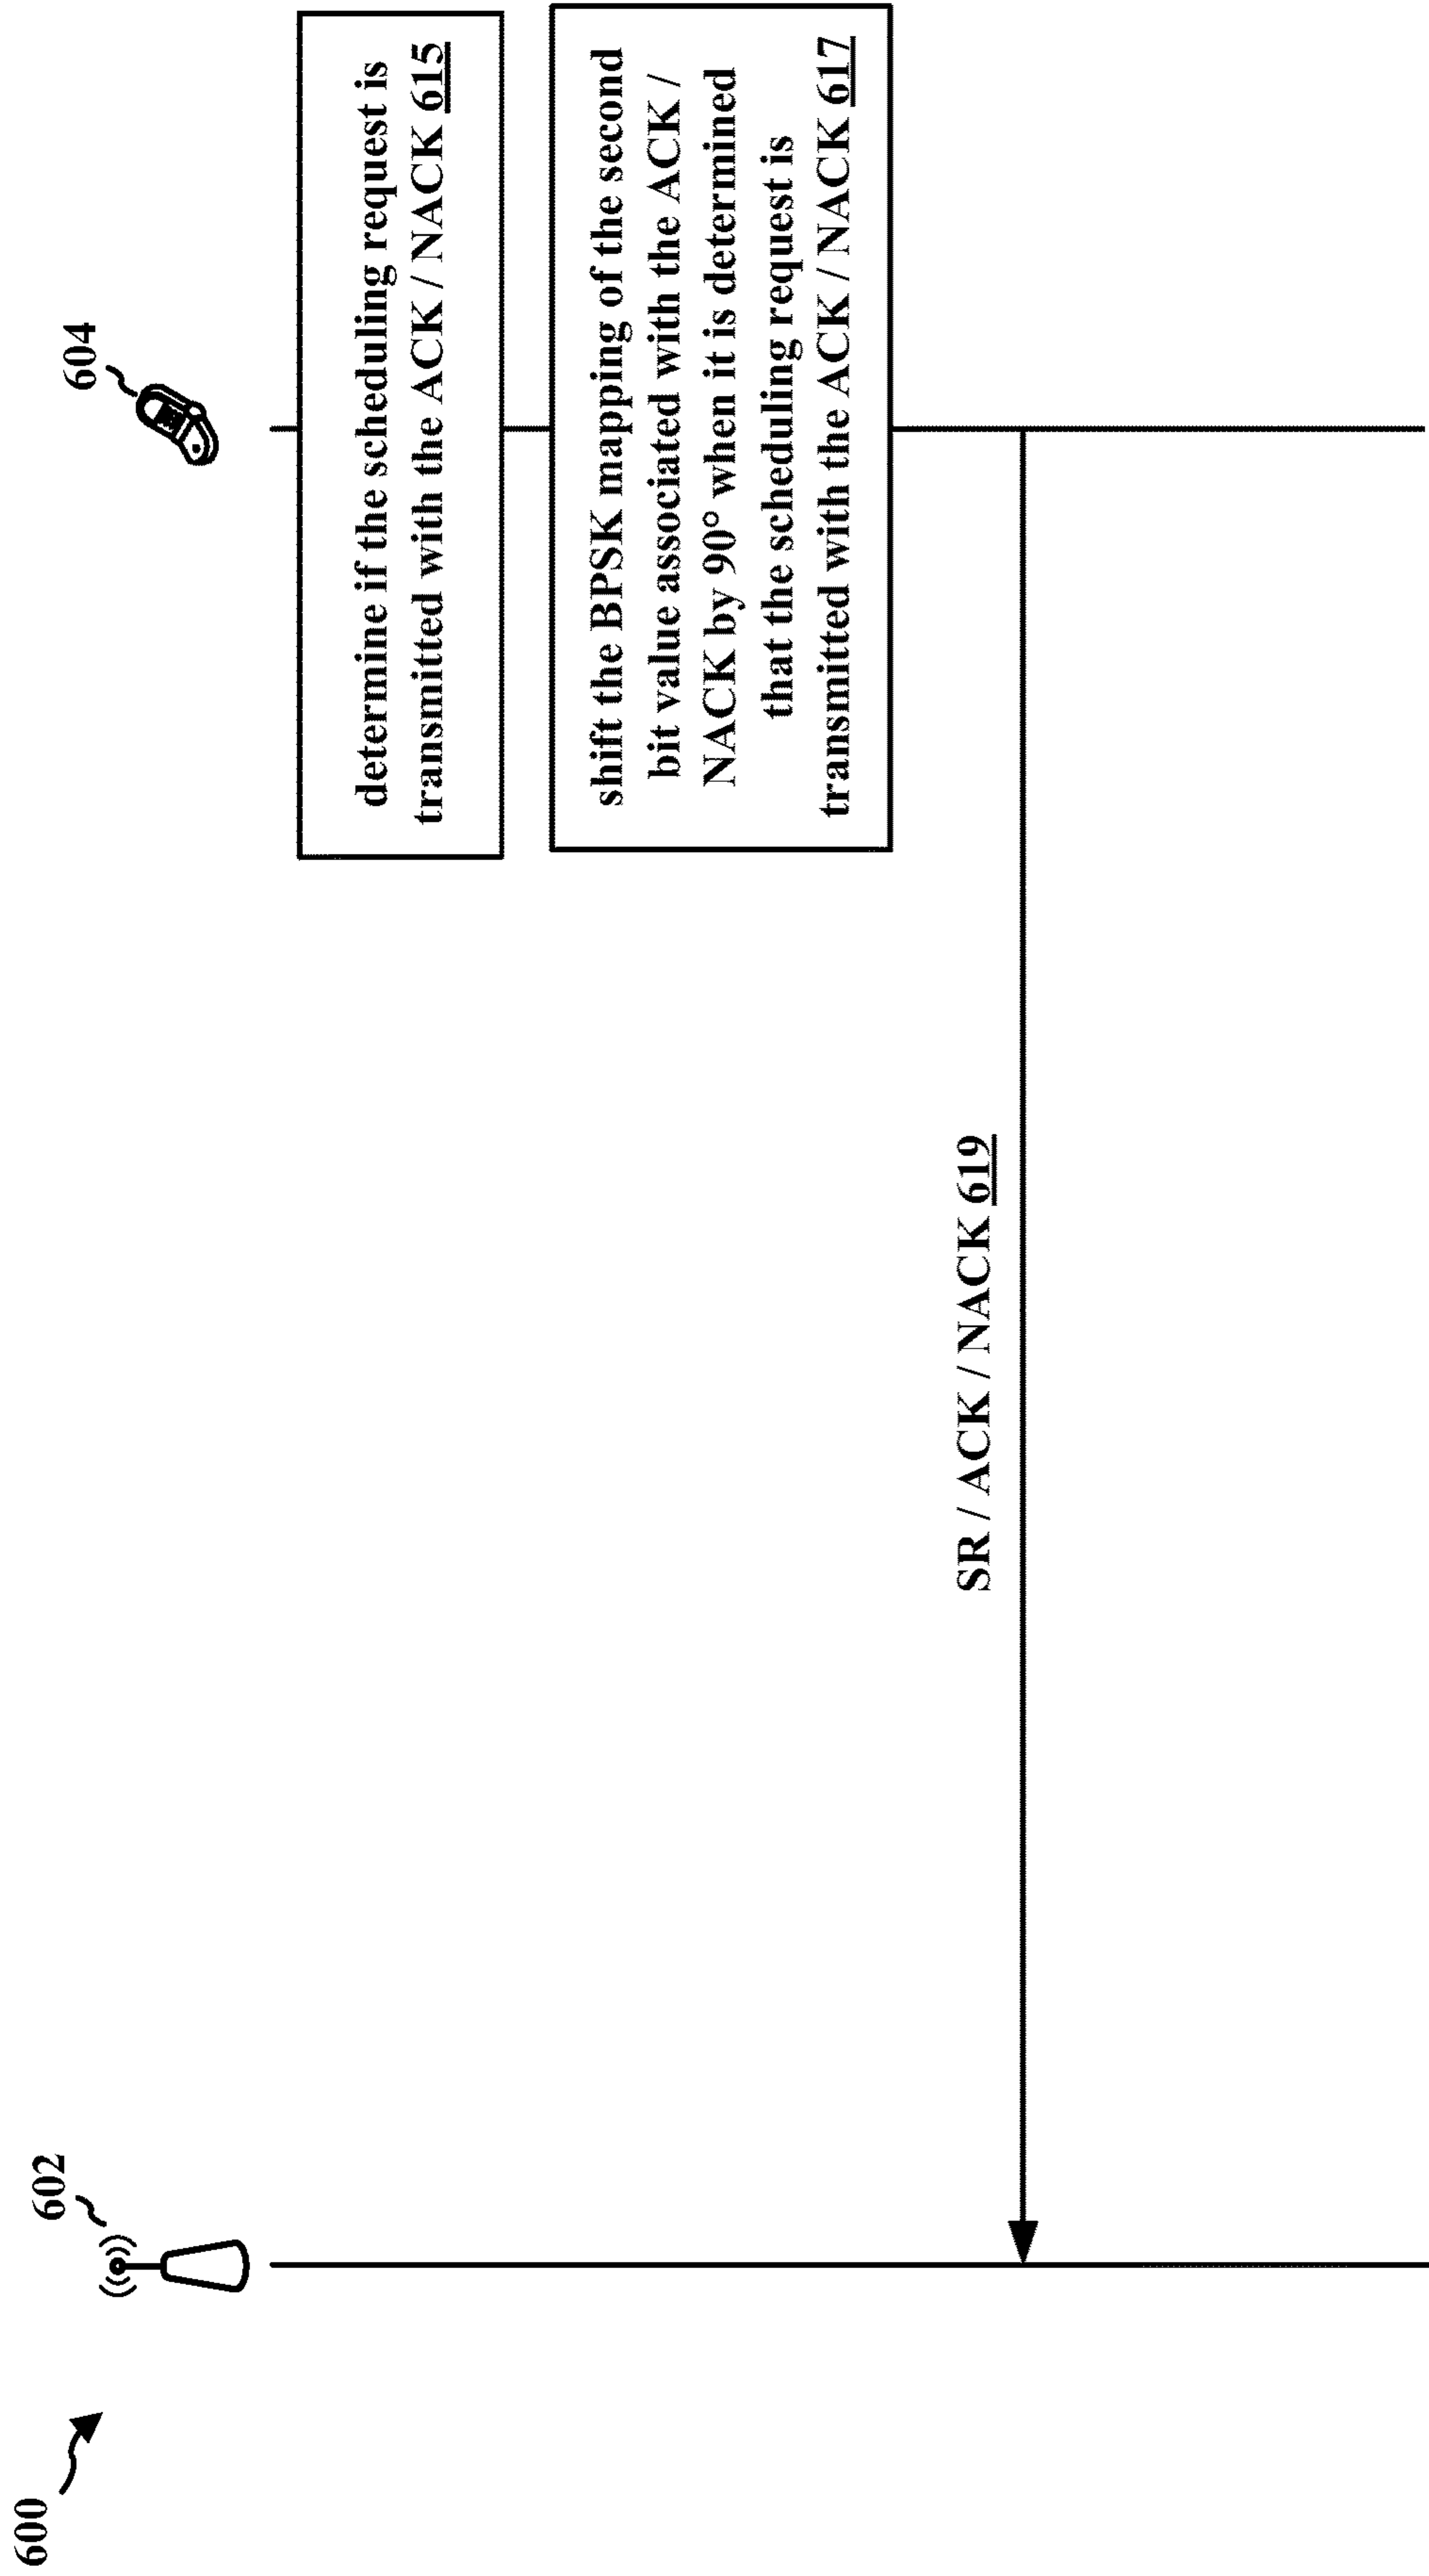 600
602
604
determine if the scheduling request is
transmitted with the ACK / NACK 615
shift the BPSK mapping of the second
bit value associated with the ACK /
NACK by 90° when it is determined
that the scheduling request is
transmitted with the ACK / NACK 617
SR / ACK / NACK 619